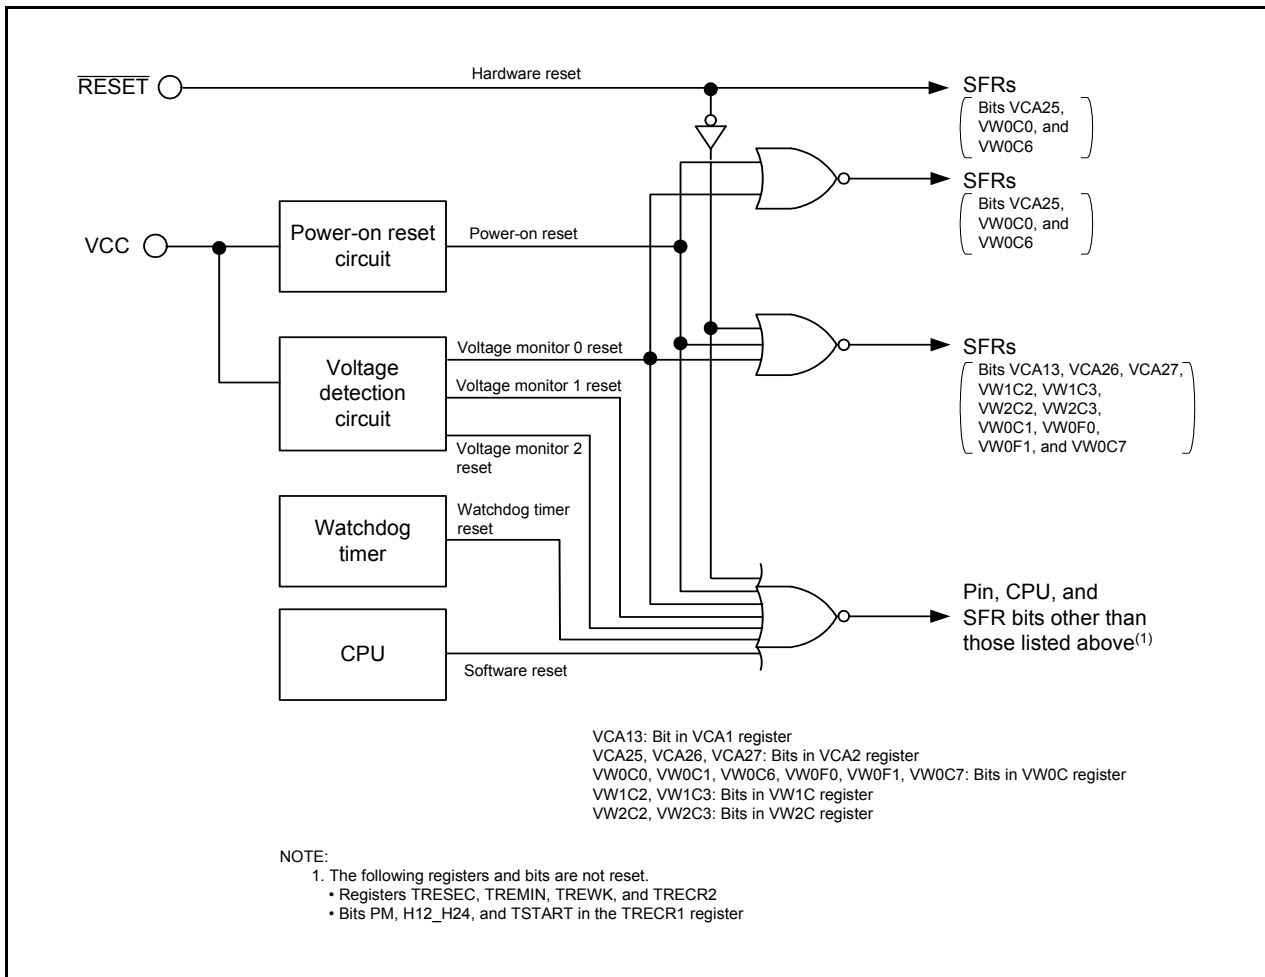 Hardware reset
RESET
SFRs
Bits VCA25,
VW0C0, and
VW0C6
SFRs
Bits VCA25,
VW0C0, and
VW0C6
VCC
Power-on reset
circuit
Power-on reset
Voltage
detection
circuit
Voltage monitor 0 reset
Voltage monitor 1 reset
Voltage monitor 2
reset
SFRs
Bits VCA13, VCA26, VCA27,
VW1C2, VW1C3,
VW2C2, VW2C3,
VW0C1, VW0F0,
VW0F1, and VW0C7
Watchdog
timer
Watchdog timer
reset
CPU
Software reset
Pin, CPU, and
SFR bits other than
those listed above(1)
VCA13: Bit in VCA1 register
VCA25, VCA26, VCA27: Bits in VCA2 register
VW0C0, VW0C1, VW0C6, VW0F0, VW0F1, VW0C7: Bits in VW0C register
VW1C2, VW1C3: Bits in VW1C register
VW2C2, VW2C3: Bits in VW2C register
NOTE:
1. The following registers and bits are not reset.
• Registers TRESEC, TREMIN, TREWK, and TRECR2
• Bits PM, H12_H24, and TSTART in the TRECR1 register